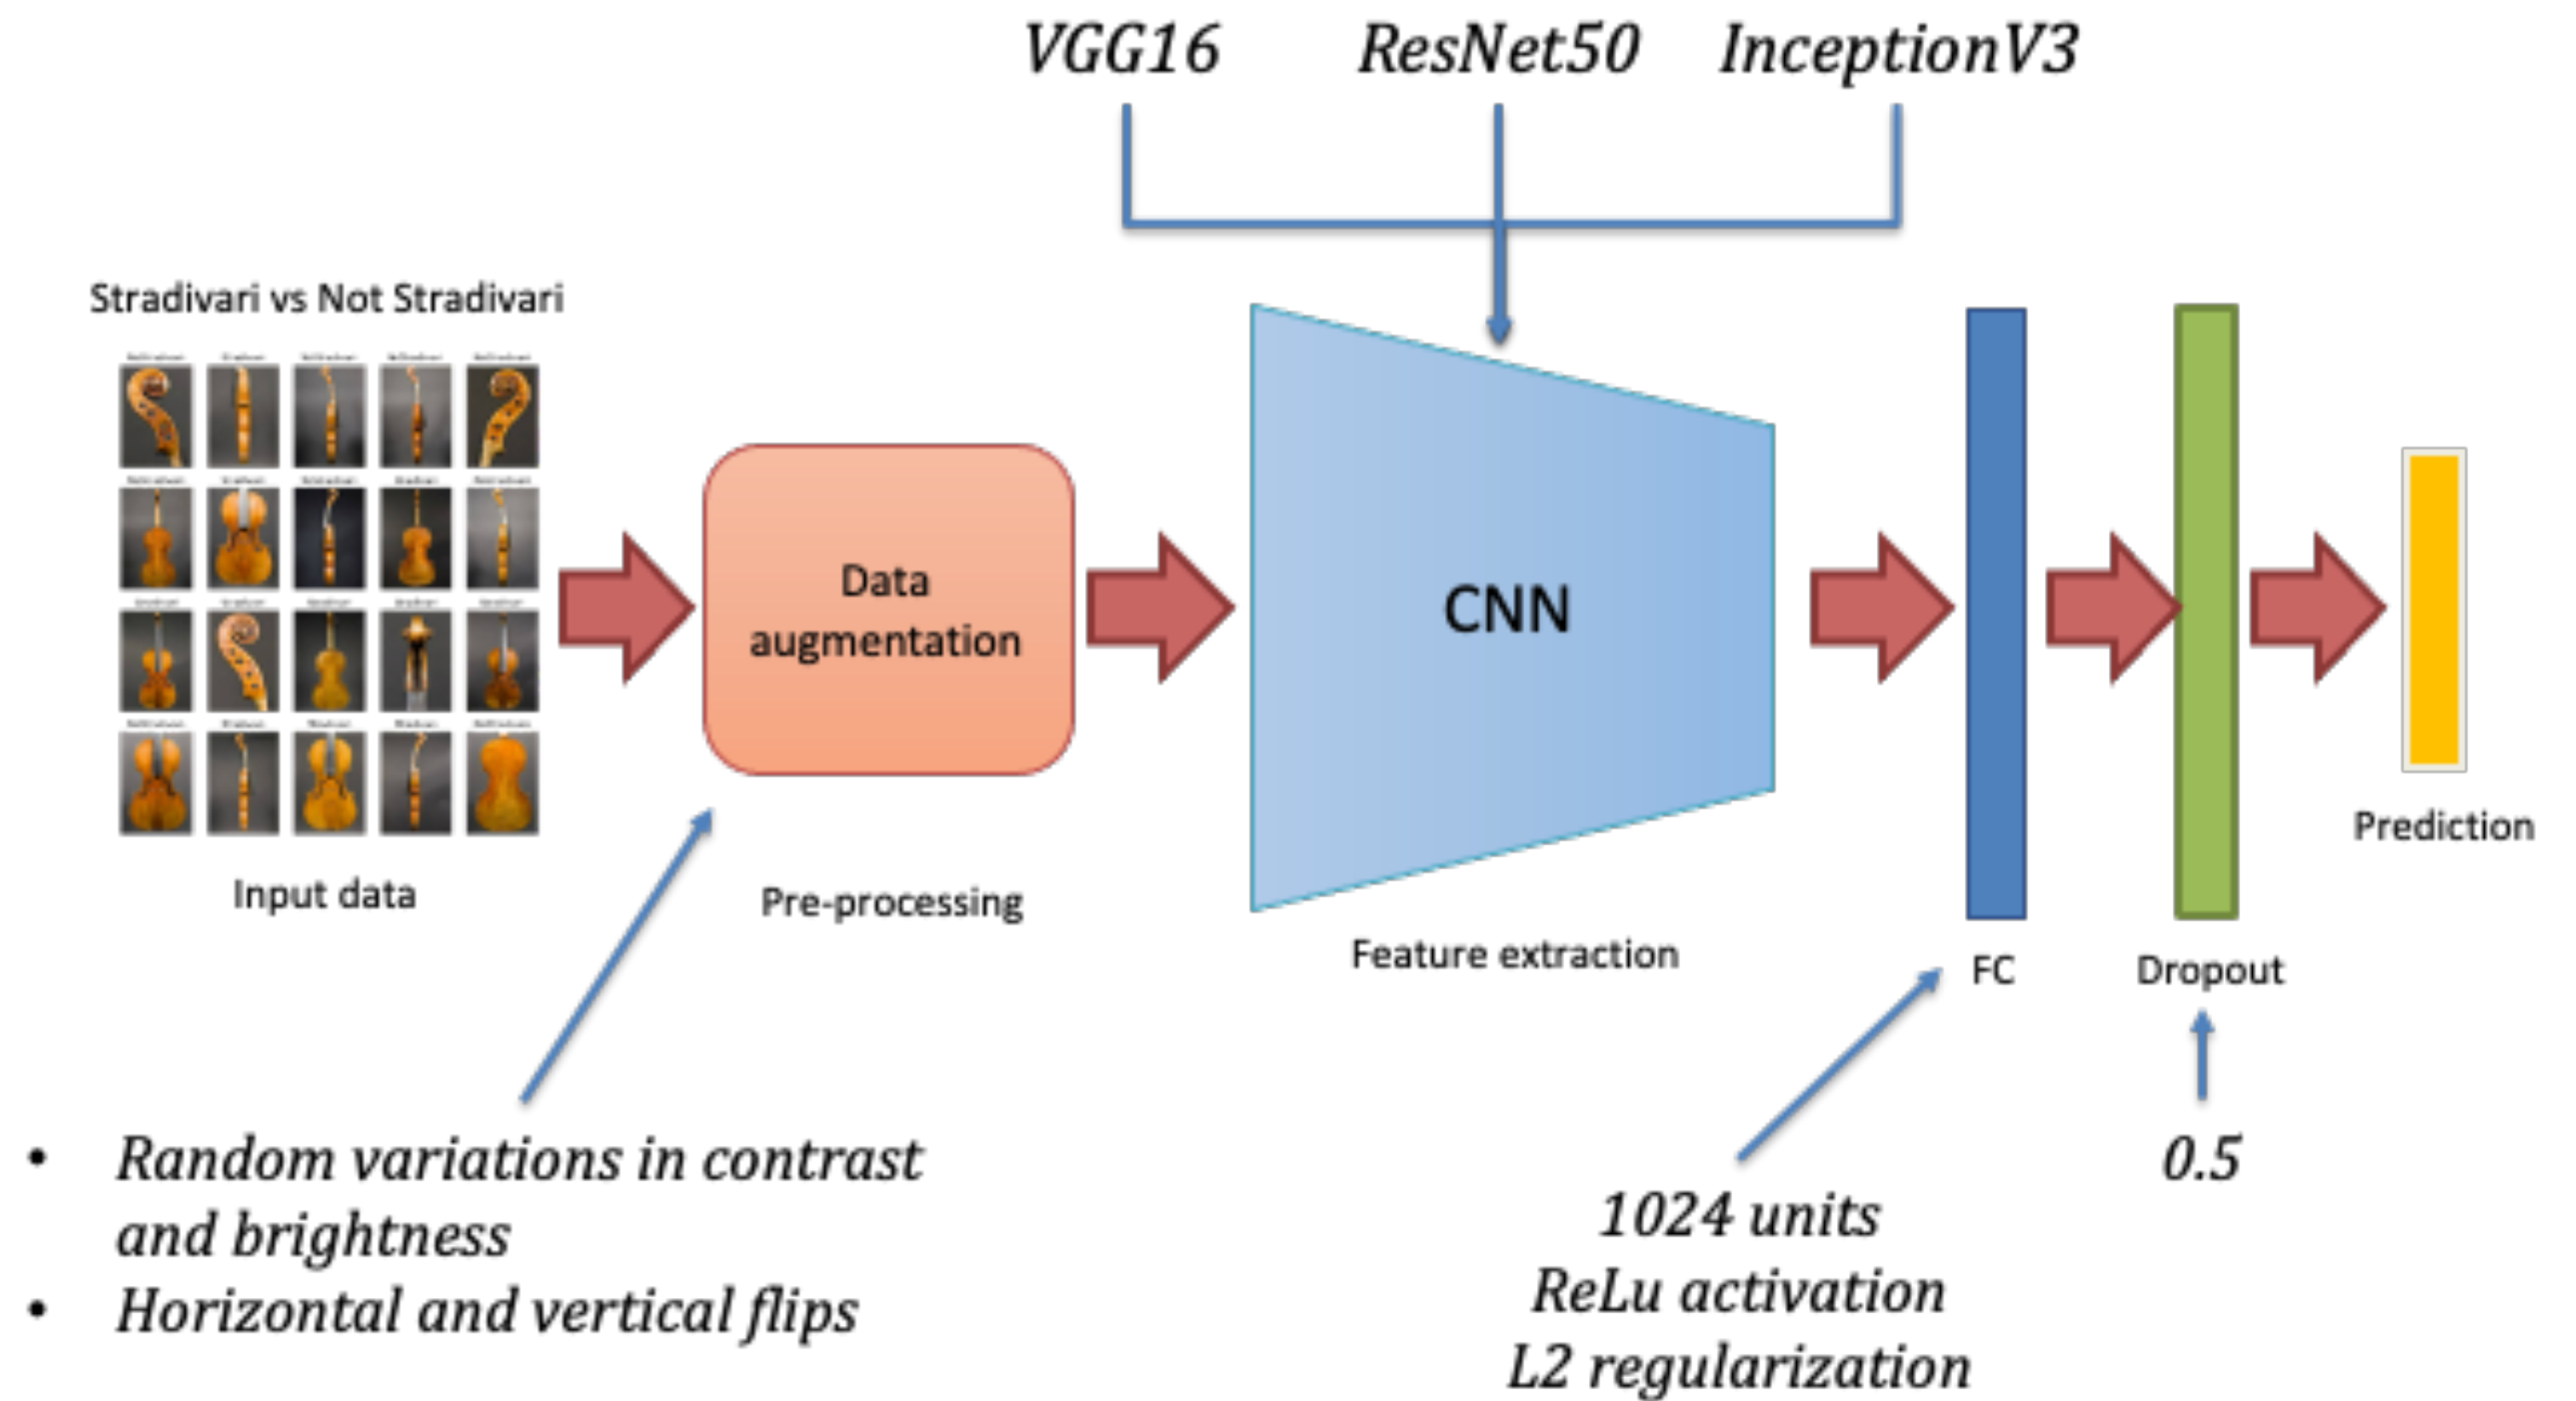 VGG16 ResNet50 InceptionV3
Stradivari vs Not Stradivari
Data
augmentation
CNN
Prediction
Input data
Pre-processing
Feature extraction
FC
Dropout
• Random variations in contrast
and brightness
• Horizontal and vertical flips
0.5
1024 units
ReLu activation
L2 regularization